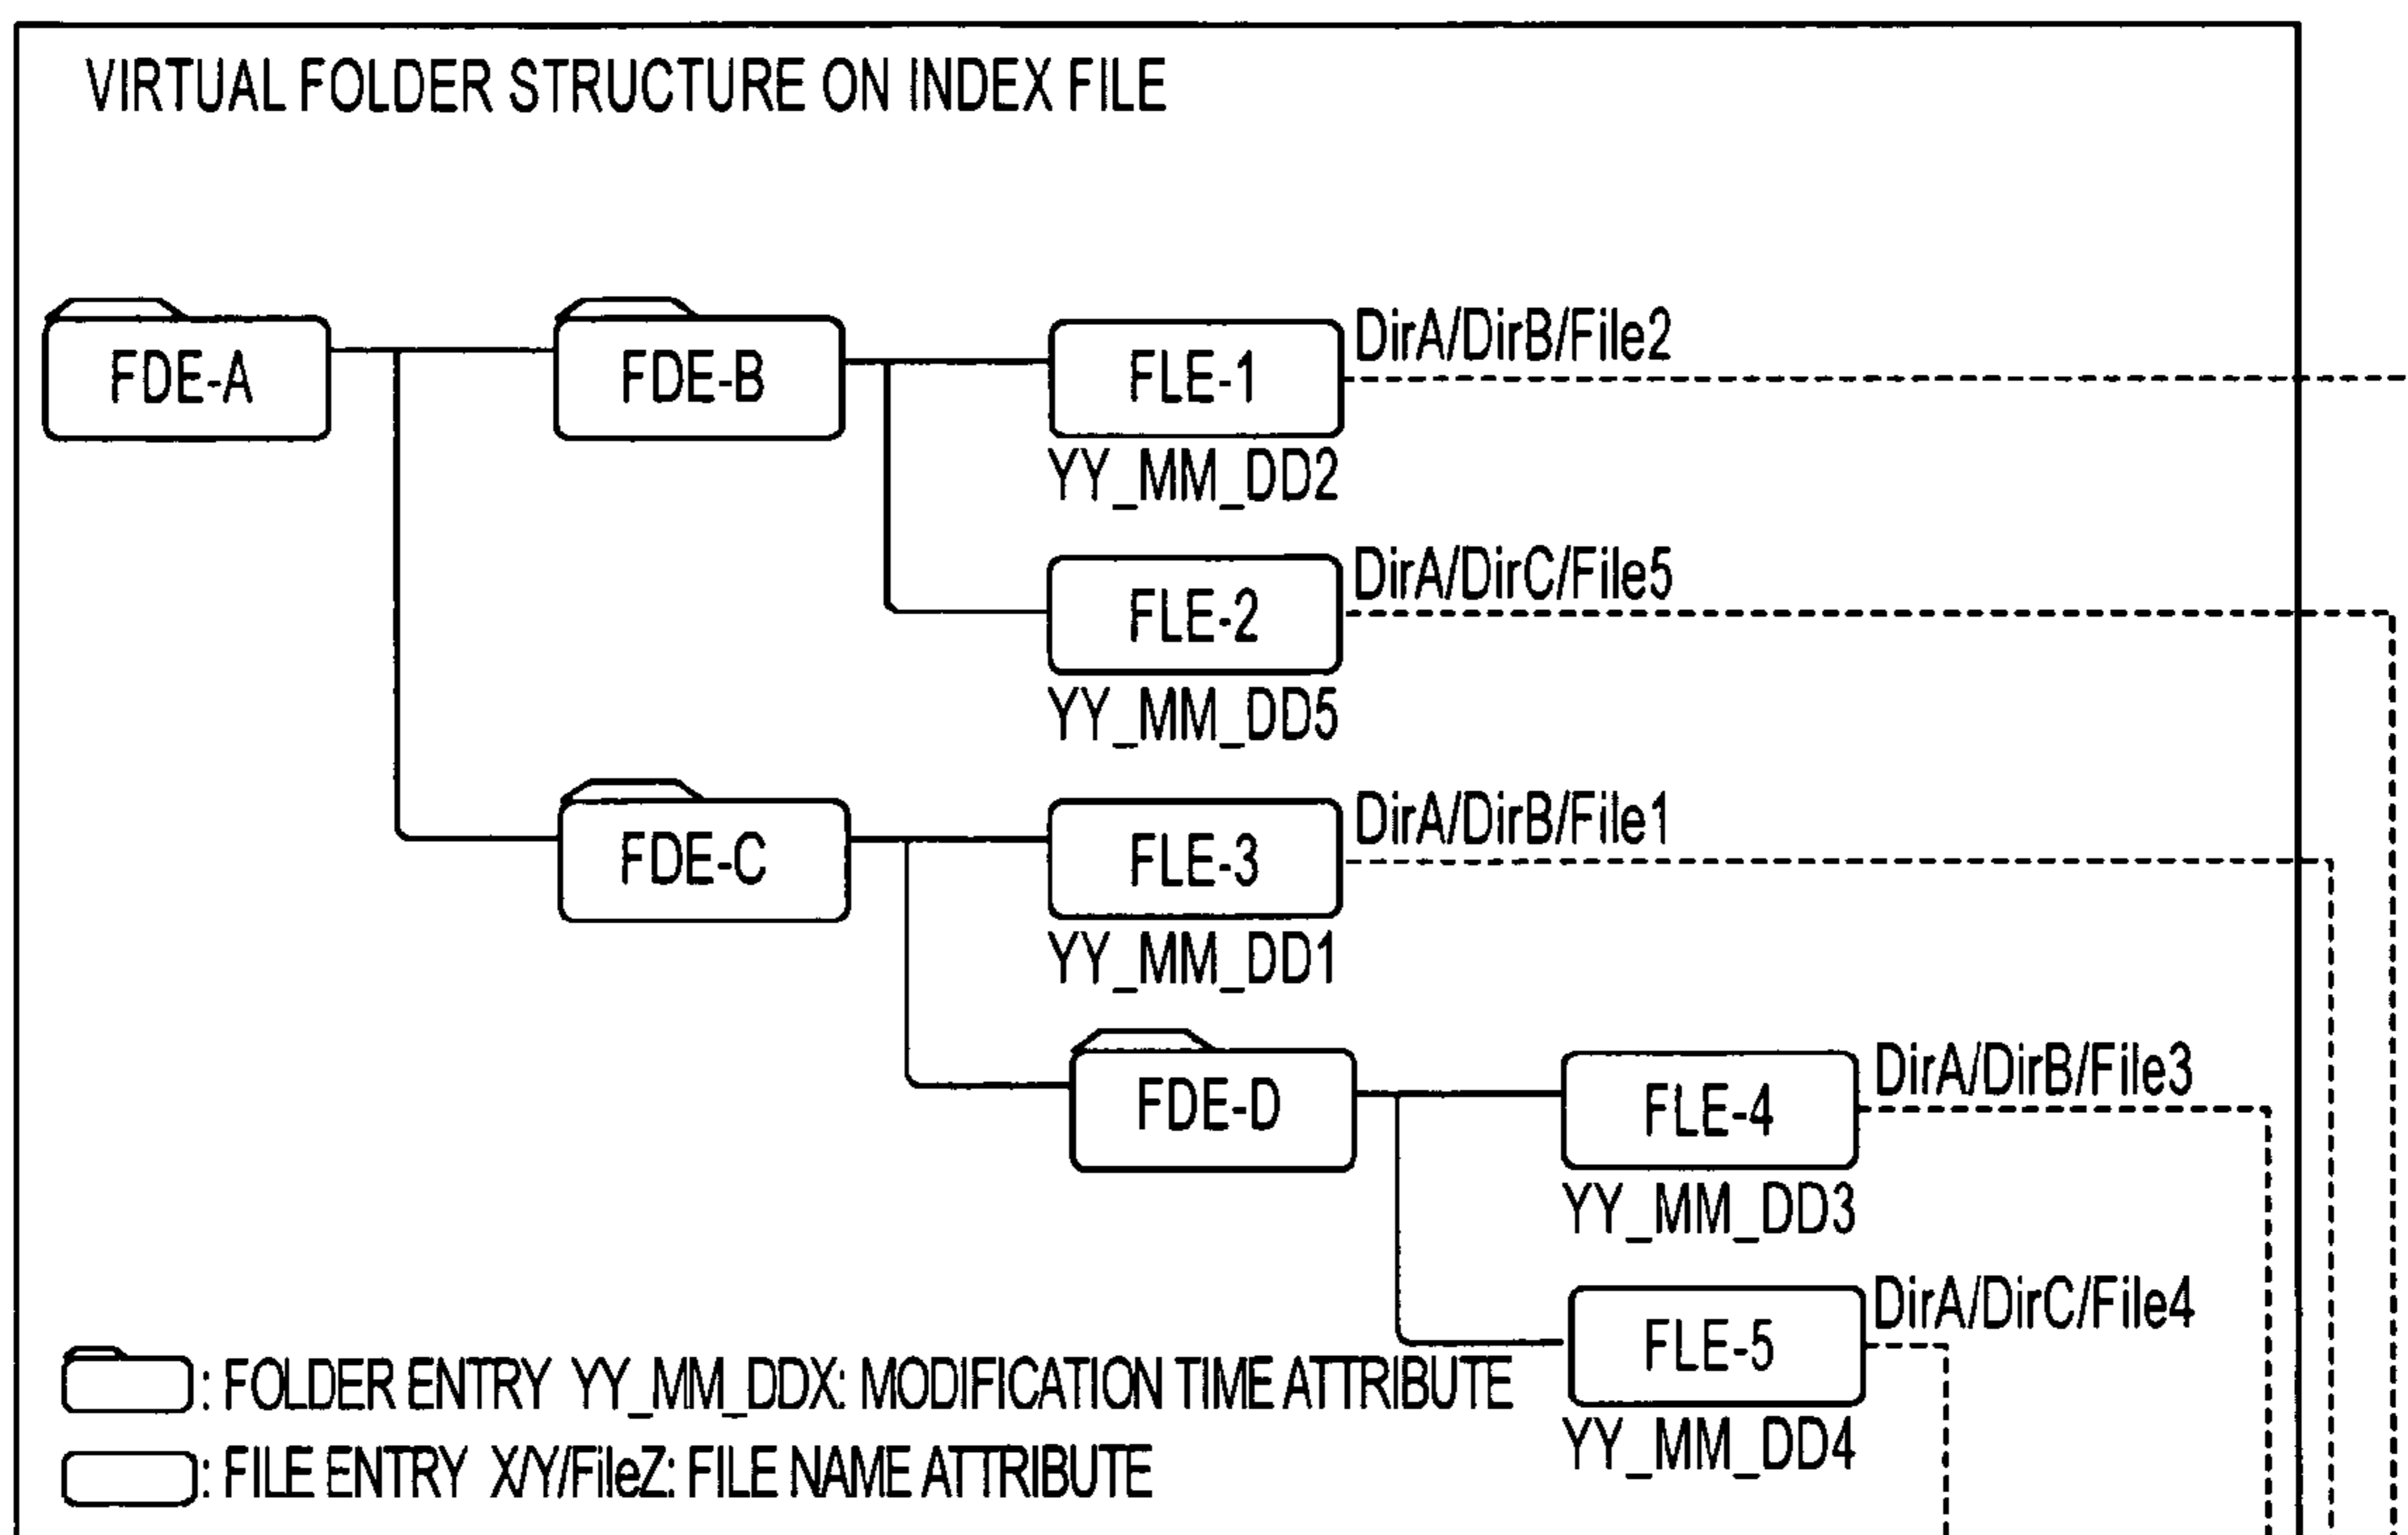 VIRTUAL FOLDER STRUCTURE ON INDEX FILE
FDE-A
FDE-B
FLE-1
DirA/DirB/File2
YY_MM_DD2
FLE-2
DirA/DirC/File5
YY_MM_DD5
FDE-C
FLE-3
DirA/DirB/File1
YY_MM_DD1
FDE-D
FLE-4
DirA/DirB/File3
YY_MM_DD3
FLE-5
DirA/DirC/File4
YY_MM_DD4
: FOLDER ENTRY YY_MM_DDX: MODIFICATION TIME ATTRIBUTE
: FILE ENTRY X/Y/FileZ: FILE NAME ATTRIBUTE